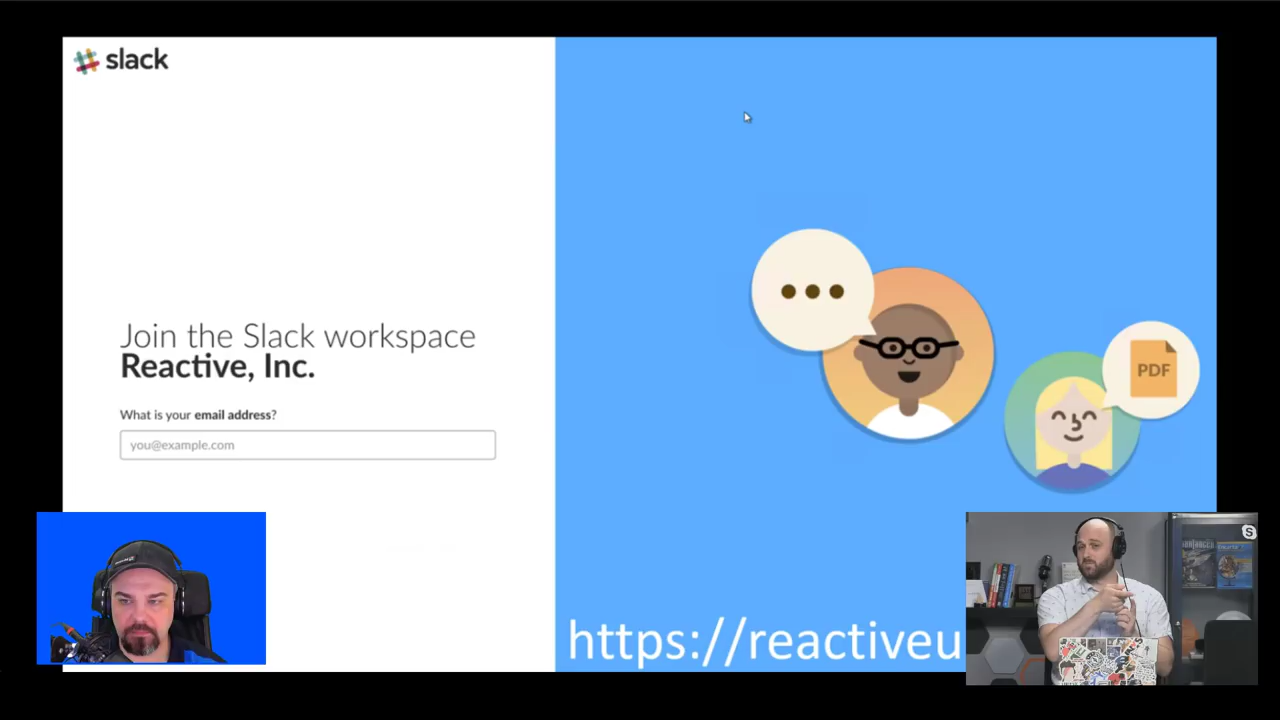 slack
Join the Slack workspace
Reactive, Inc.
What is your email address?
you@example.com
PDF
https://reactiveu
S